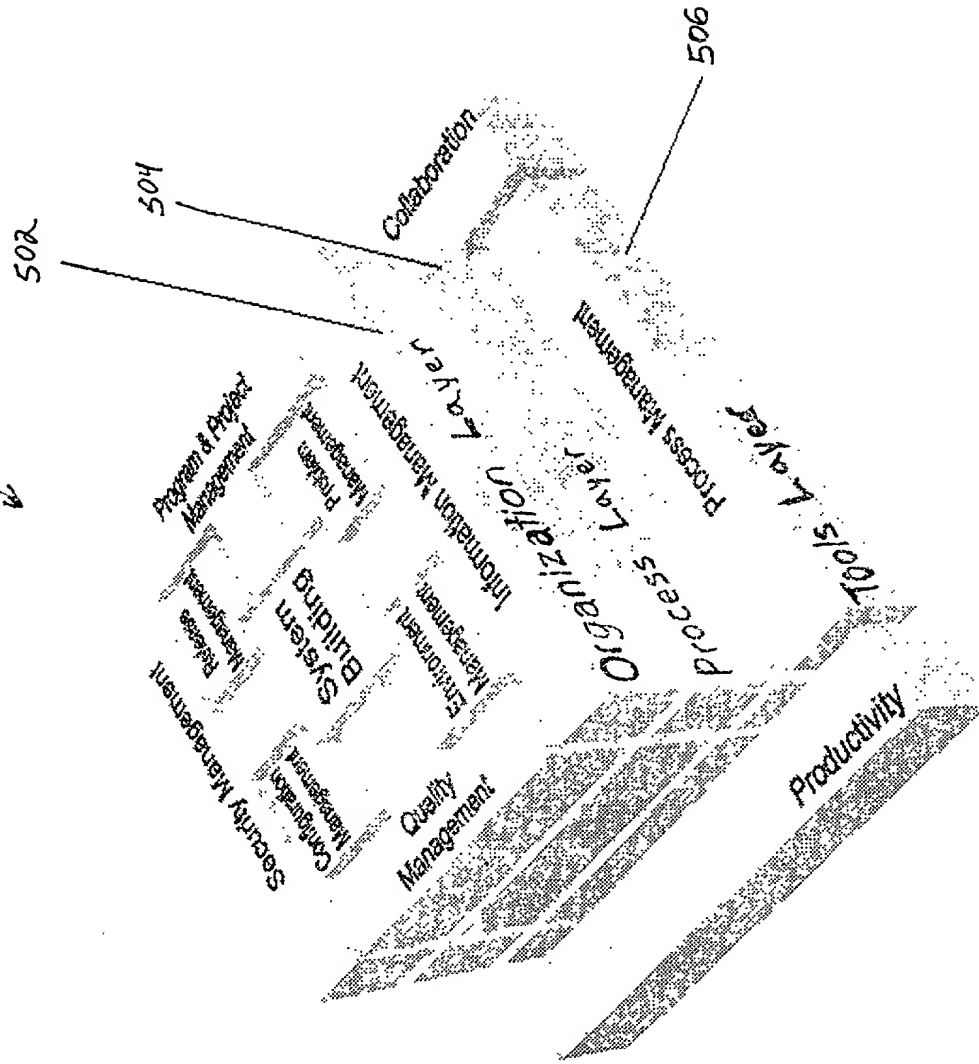 502
504
506
Collaboration
Program & Project
Management
Problem
Management
Release
Management
Security Management
System
Building
Information Management
Environment
Management
Configuration
Management
Quality
Management
Organization Layer
Process Layer
Process Management
Tools Layer
Productivity